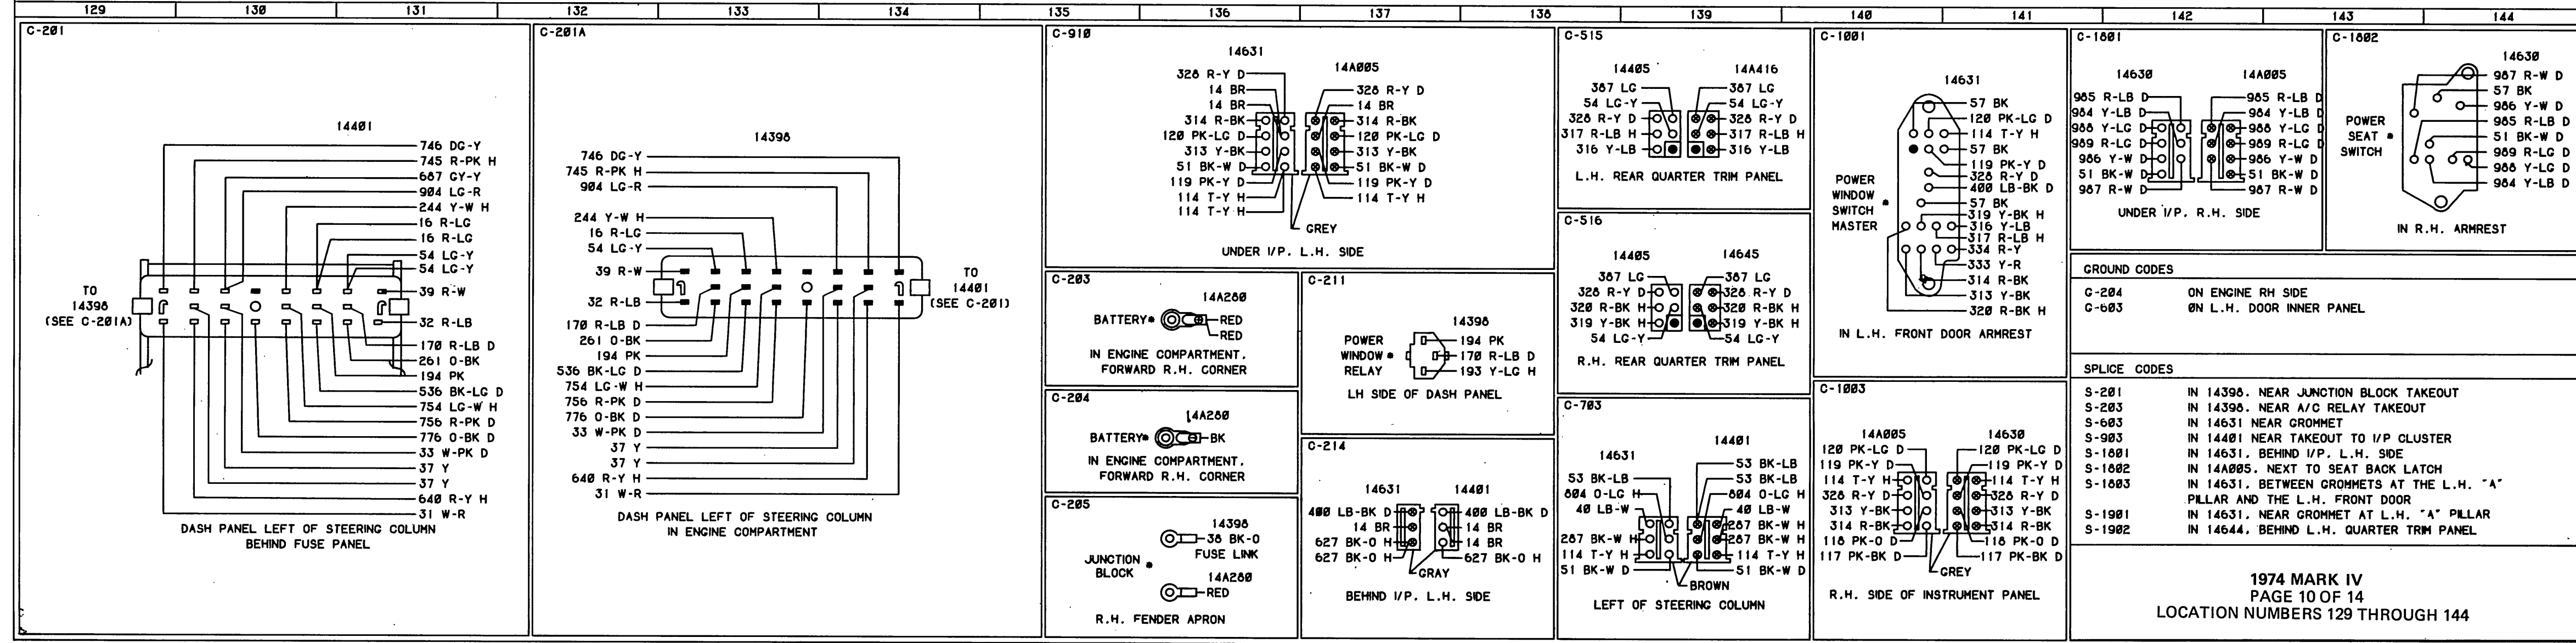 129 130 131 132 133 134 135 136 137 138 139 140 141 142 143 144
C-201
14401
746 DG-Y
745 R-PK H
687 GY-Y
904 LG-R
244 Y-W H
16 R-LG
16 R-LG
54 LG-Y
54 LG-Y
TO
14398
(SEE C-201A)
39 R-W
32 R-LB
170 R-LB D
261 O-BK
194 PK
536 BK-LG D
754 LG-W H
756 R-PK D
776 O-BK D
33 W-PK D
37 Y
37 Y
640 R-Y H
31 W-R
DASH PANEL LEFT OF STEERING COLUMN
BEHIND FUSE PANEL
C-201A
14398
746 DG-Y
745 R-PK H
904 LG-R
244 Y-W H
16 R-LG
54 LG-Y
39 R-W
32 R-LB
TO
14401
(SEE C-201)
170 R-LB D
261 O-BK
194 PK
536 BK-LG D
754 LG-W H
756 R-PK D
776 O-BK D
33 W-PK D
37 Y
37 Y
640 R-Y H
31 W-R
DASH PANEL LEFT OF STEERING COLUMN
IN ENGINE COMPARTMENT
C-910
14631
328 R-Y D
14 BR
14 BR
314 R-BK
120 PK-LG D
313 Y-BK
51 BK-W D
119 PK-Y D
114 T-Y H
114 T-Y H
14A005
328 R-Y D
14 BR
314 R-BK
120 PK-LG D
313 Y-BK
51 BK-W D
119 PK-Y D
114 T-Y H
GREY
UNDER I/P. L.H. SIDE
C-203
14A280
BATTERY*
RED
RED
IN ENGINE COMPARTMENT.
FORWARD R.H. CORNER
C-204
14A280
BATTERY*
BK
IN ENGINE COMPARTMENT.
FORWARD R.H. CORNER
C-205
14398
38 BK-O
FUSE LINK
JUNCTION
BLOCK *
14A280
RED
R.H. FENDER APRON
C-211
14398
POWER
WINDOW *
RELAY
194 PK
170 R-LB D
193 Y-LG H
LH SIDE OF DASH PANEL
C-214
14631
400 LB-BK D
14 BR
627 BK-O H
627 BK-O H
14401
400 LB-BK D
14 BR
14 BR
627 BK-O H
GRAY
BEHIND I/P. L.H. SIDE
C-515
14405
387 LG
54 LG-Y
328 R-Y D
317 R-LB H
316 Y-LB
14A416
387 LG
54 LG-Y
328 R-Y D
317 R-LB H
316 Y-LB
L.H. REAR QUARTER TRIM PANEL
C-516
14405
387 LG
328 R-Y D
320 R-BK H
319 Y-BK H
54 LG-Y
14645
387 LG
328 R-Y D
320 R-BK H
319 Y-BK H
54 LG-Y
R.H. REAR QUARTER TRIM PANEL
C-703
14631
53 BK-LB
804 O-LG H
40 LB-W
287 BK-W H
114 T-Y H
51 BK-W D
14401
53 BK-LB
53 BK-LB
804 O-LG H
40 LB-W
287 BK-W H
287 BK-W H
114 T-Y H
51 BK-W D
BROWN
LEFT OF STEERING COLUMN
C-1001
14631
57 BK
120 PK-LG D
114 T-Y H
57 BK
119 PK-Y D
328 R-Y D
400 LB-BK D
57 BK
319 Y-BK H
316 Y-LB
317 R-LB H
334 R-Y
333 Y-R
314 R-BK
313 Y-BK
320 R-BK H
POWER
WINDOW
SWITCH *
MASTER
IN L.H. FRONT DOOR ARMREST
C-1003
14A005
120 PK-LG D
119 PK-Y D
114 T-Y H
328 R-Y D
313 Y-BK
314 R-BK
118 PK-O D
117 PK-BK D
14630
120 PK-LG D
119 PK-Y D
114 T-Y H
328 R-Y D
313 Y-BK
314 R-BK
118 PK-O D
117 PK-BK D
GREY
R.H. SIDE OF INSTRUMENT PANEL
C-1801
14630
985 R-LB D
984 Y-LB D
988 Y-LG D
989 R-LG D
986 Y-W D
51 BK-W D
987 R-W D
14A005
985 R-LB D
984 Y-LB D
988 Y-LG D
989 R-LG D
986 Y-W D
51 BK-W D
987 R-W D
UNDER I/P. R.H. SIDE
C-1802
14630
987 R-W D
57 BK
986 Y-W D
985 R-LB D
51 BK-W D
989 R-LG D
988 Y-LG D
984 Y-LB D
POWER
SEAT *
SWITCH
IN R.H. ARMREST
GROUND CODES
G-204 ON ENGINE RH SIDE
G-603 ON L.H. DOOR INNER PANEL
SPLICE CODES
S-201 IN 14398. NEAR JUNCTION BLOCK TAKEOUT
S-203 IN 14398. NEAR A/C RELAY TAKEOUT
S-603 IN 14631 NEAR GROMMET
S-903 IN 14401 NEAR TAKEOUT TO I/P CLUSTER
S-1801 IN 14631. BEHIND I/P. L.H. SIDE
S-1802 IN 14A005. NEXT TO SEAT BACK LATCH
S-1803 IN 14631. BETWEEN GROMMETS AT THE L.H. "A"
PILLAR AND THE L.H. FRONT DOOR
S-1901 IN 14631. NEAR GROMMET AT L.H. "A" PILLAR
S-1902 IN 14644. BEHIND L.H. QUARTER TRIM PANEL
1974 MARK IV
PAGE 10 OF 14
LOCATION NUMBERS 129 THROUGH 144